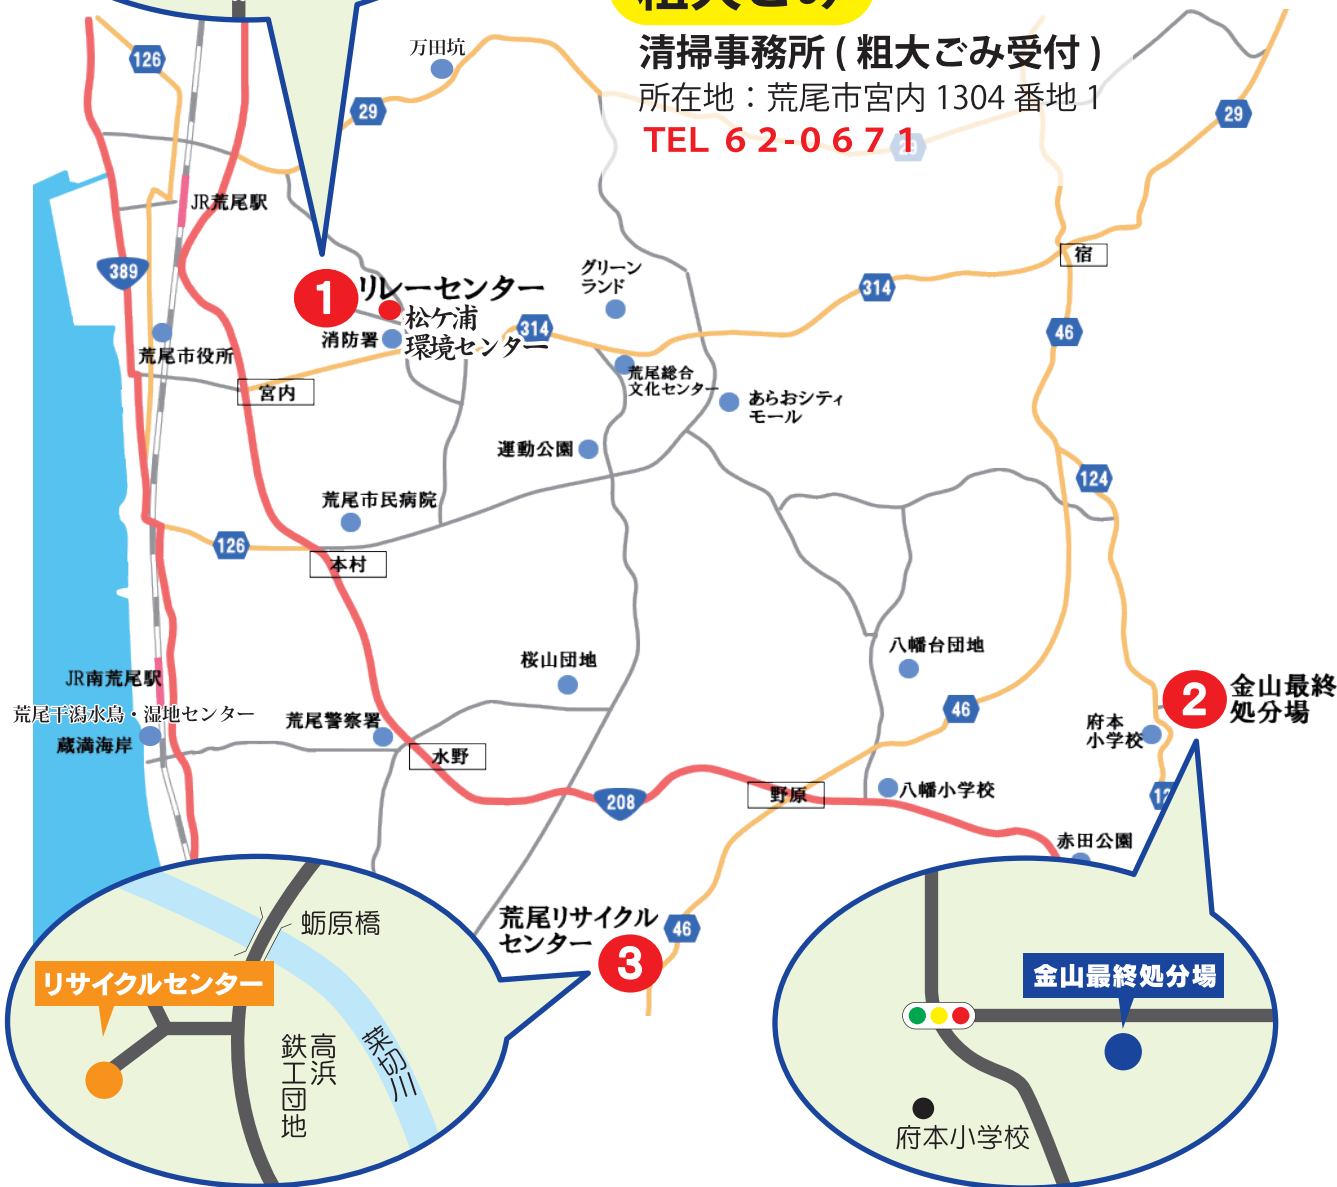 粗大ごみ
清掃事務所 ( 粗大ごみ受付 )
所在地：荒尾市宮内 1304 番地 1
TEL 62-0671
万田坑
126
29
29
29
JR荒尾駅
389
宿
グリーン
ランド
314
1
リレーセンター
松ケ浦
環境センター
消防署
314
46
荒尾市役所
宮内
荒尾総合
文化センター
あらおシティ
モール
運動公園
124
荒尾市民病院
126
本村
八幡台団地
桜山団地
JR南荒尾駅
荒尾干潟水鳥・湿地センター
蔵満海岸
荒尾警察署
水野
46
2
金山最終
処分場
府本
小学校
208
野原
八幡小学校
12
赤田公園
荒尾リサイクル
センター
3
46
蛎原橋
リサイクルセンター
高浜
鉄工団地
菜切川
金山最終処分場
府本小学校